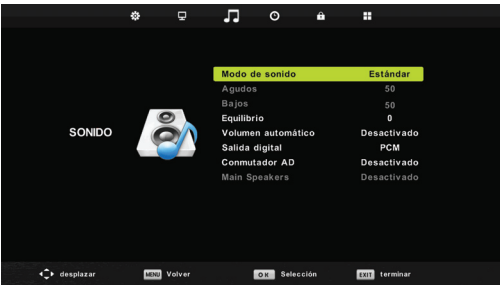 Modo de sonido Estándar
Agudos 50
Bajos 50
Equilibrio 0
SONIDO
Volumen automático Desactivado
Salida digital PCM
Conmutador AD Desactivado
Main Speakers Desactivado
desplazar MENU Volver OK Selección EXIT terminar